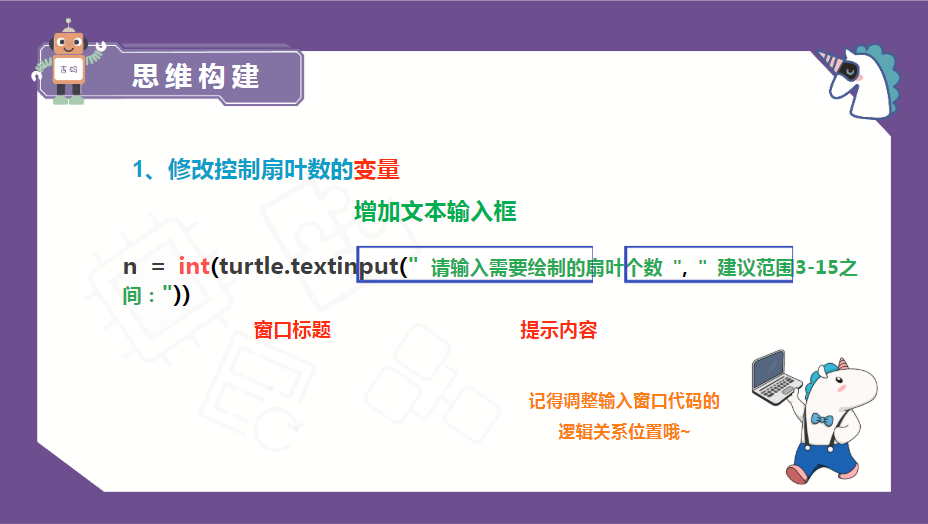 思维构建
1、修改控制扇叶数的变量
增加文本输入框
n = int(turtle.textinput(" 请输入需要绘制的扇叶个数 ", " 建议范围3-15之
间："))
窗口标题
提示内容
记得调整输入窗口代码的
逻辑关系位置哦~